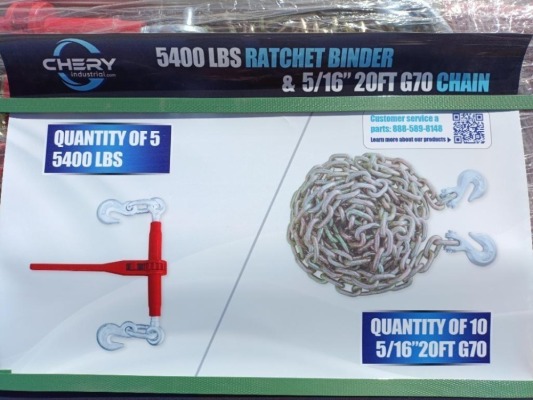 CHERY
industrial.com
5400 LBS RATCHET BINDER
& 5/16" 20FT G70 CHAIN
Customer service a
parts: 888-589-8148
Learn more about our products
QUANTITY OF 5
5400 LBS
QUANTITY OF 10
5/16"20FT G70